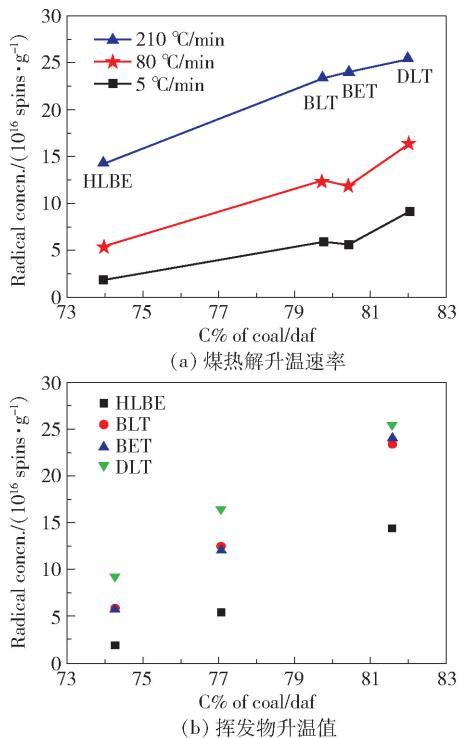 30
25
20
15
10
5
0
Radical concn./(10¹⁶ spins·g⁻¹)
210 ℃/min
80 ℃/min
5 ℃/min
HLBE
BLT
BET
DLT
73 75 77 79 81 83
C% of coal/daf
(a) 煤热解升温速率
30
25
20
15
10
5
0
Radical concn./(10¹⁶ spins·g⁻¹)
HLBE
BLT
BET
DLT
73 75 77 79 81 83
C% of coal/daf
(b) 挥发物升温值